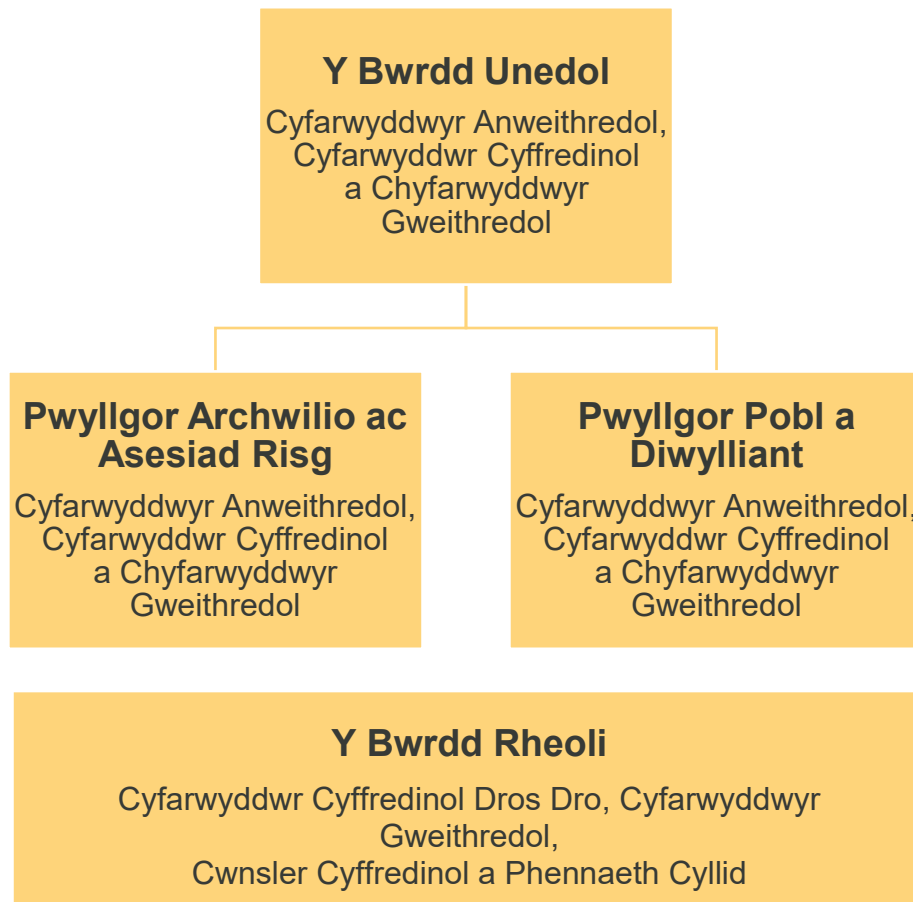 Y Bwrdd Unedol
Cyfarwyddwyr Anweithredol,
Cyfarwyddwr Cyffredinol
a Chyfarwyddwyr
Gweithredol
Pwyllgor Archwilio ac
Asesiad Risg
Cyfarwyddwyr Anweithredol,
Cyfarwyddwr Cyffredinol
a Chyfarwyddwyr
Gweithredol
Pwyllgor Pobl a
Diwylliant
Cyfarwyddwyr Anweithredol,
Cyfarwyddwr Cyffredinol
a Chyfarwyddwyr
Gweithredol
Y Bwrdd Rheoli
Cyfarwyddwr Cyffredinol Dros Dro, Cyfarwyddwyr
Gweithredol,
Cwnsler Cyffredinol a Phennaeth Cyllid